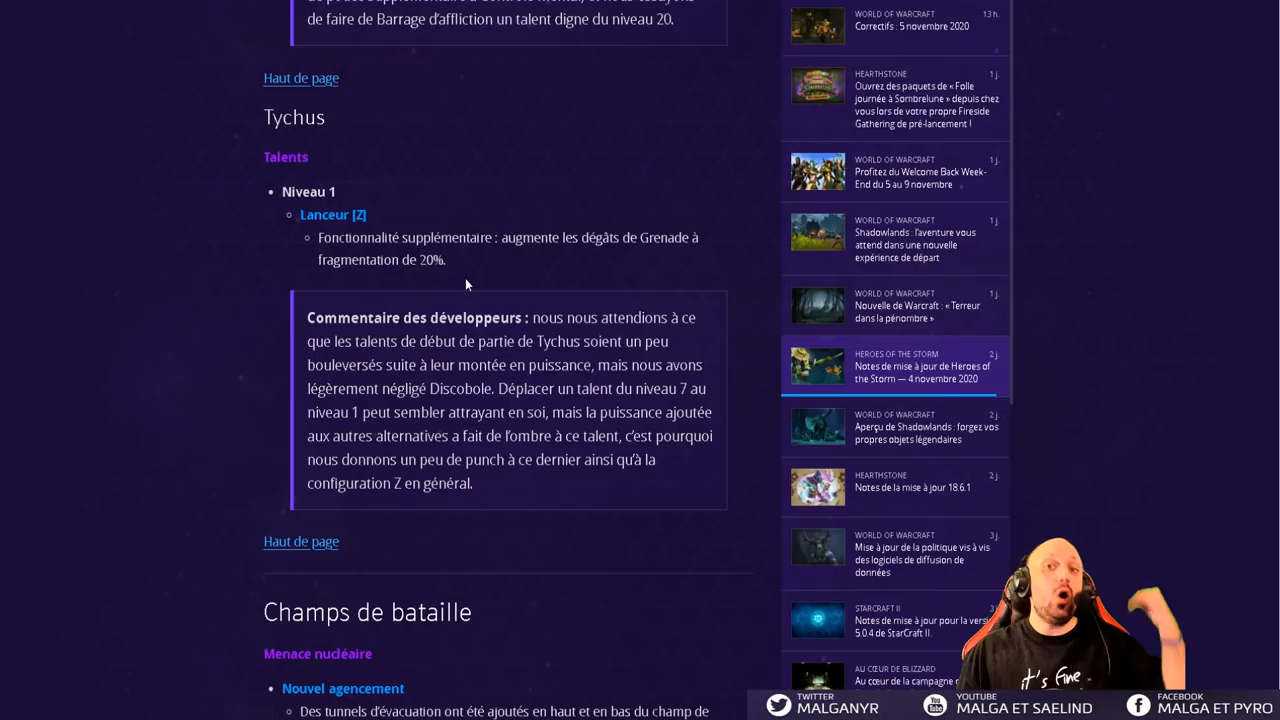 de faire de Barrage d’affliction un talent digne du niveau 20.
Haut de page
Tychus
Talents
Niveau 1
Lanceur [Z]
Fonctionnalité supplémentaire : augmente les dégâts de Grenade à
fragmentation de 20%.
Commentaire des développeurs : nous nous attendions à ce
que les talents de début de partie de Tychus soient un peu
bouleversés suite à leur montée en puissance, mais nous avons
légèrement négligé Discobole. Déplacer un talent du niveau 7 au
niveau 1 peut sembler attrayant en soi, mais la puissance ajoutée
aux autres alternatives a fait de l’ombre à ce talent, c’est pourquoi
nous donnons un peu de punch à ce dernier ainsi qu’à la
configuration Z en général.
Haut de page
Champs de bataille
Menace nucléaire
Nouvel agencement
Des tunnels d’évacuation ont été ajoutés en haut et en bas du champ de
WORLD OF WARCRAFT 13 h.
Correctifs : 5 novembre 2020
HEARTHSTONE 1 j.
Ouvrez des paquets de « Folle
journée à Sombrelune » depuis chez
vous lors de votre propre Fireside
Gathering de pré-lancement !
WORLD OF WARCRAFT 1 j.
Profitez du Welcome Back Week-
End du 5 au 9 novembre
WORLD OF WARCRAFT 1 j.
Shadowlands : l’aventure vous
attend dans une nouvelle
expérience de départ
WORLD OF WARCRAFT 1 j.
Nouvelle de Warcraft : « Terreur
dans la pénombre »
HEROES OF THE STORM 2 j.
Notes de mise à jour de Heroes of
the Storm — 4 novembre 2020
WORLD OF WARCRAFT 2 j.
Aperçu de Shadowlands : forgez vos
propres objets légendaires
HEARTHSTONE 2 j.
Notes de la mise à jour 18.6.1
WORLD OF WARCRAFT 3 j.
Mise à jour de la politique vis à vis
des logiciels de diffusion de
données
STARCRAFT II
Notes de mise à jour pour la
5.0.4 de StarCraft II.
AU CŒUR DE BLIZZARD
Au cœur de la campagne
it's fine
TWITTER
MALGANYR
YOUTUBE
MALGA ET SAELIND
FACEBOOK
MALGA ET PYRO